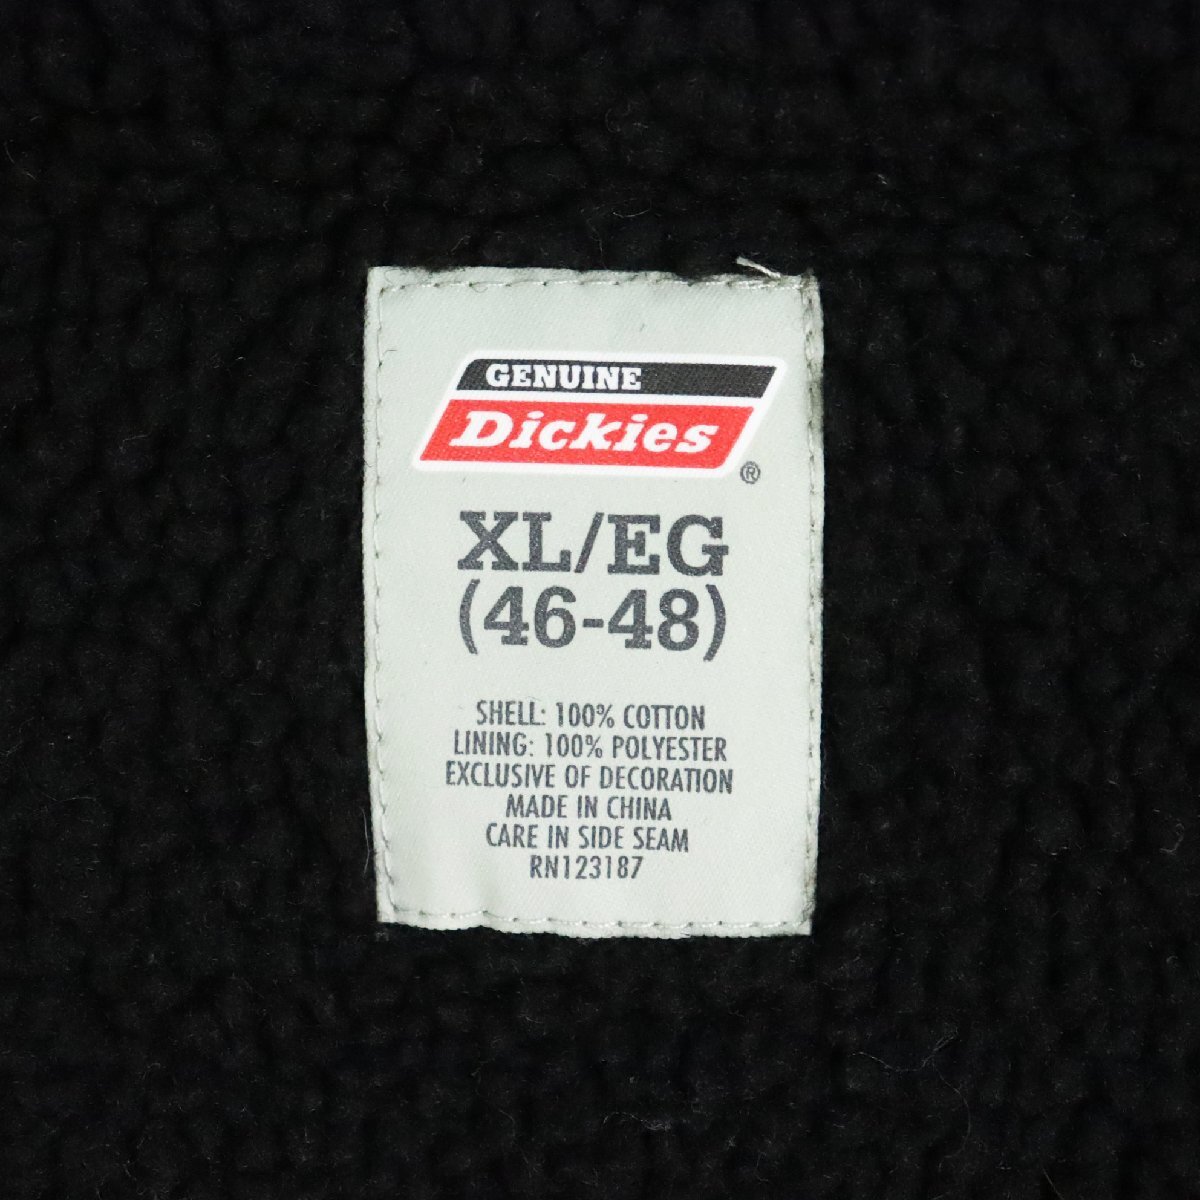 GENUINE
Dickies
®
XL/EG
(46-48)
SHELL: 100% COTTON
LINING: 100% POLYESTER
EXCLUSIVE OF DECORATION
MADE IN CHINA
CARE IN SIDE SEAM
RN123187